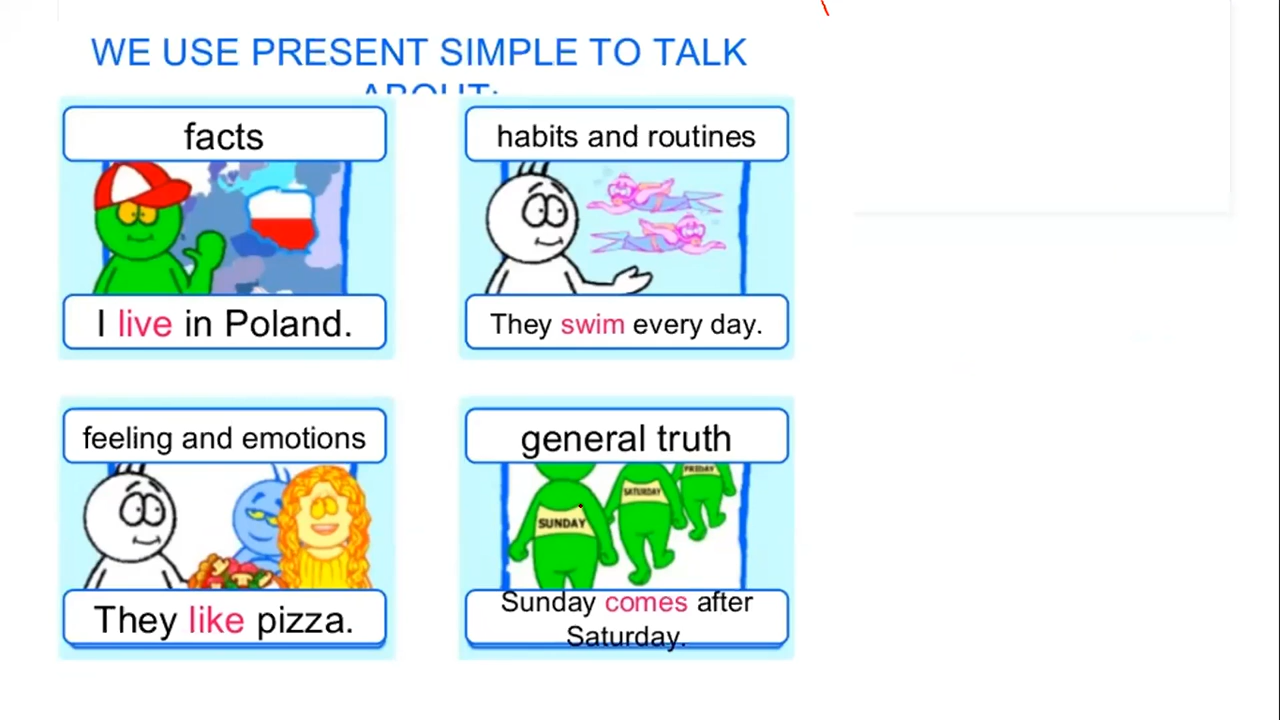 WE USE PRESENT SIMPLE TO TALK
ABOUT:
facts
I live in Poland.
habits and routines
They swim every day.
feeling and emotions
They like pizza.
general truth
FRIDAY
SATURDAY
SUNDAY
Sunday comes after
Saturday.